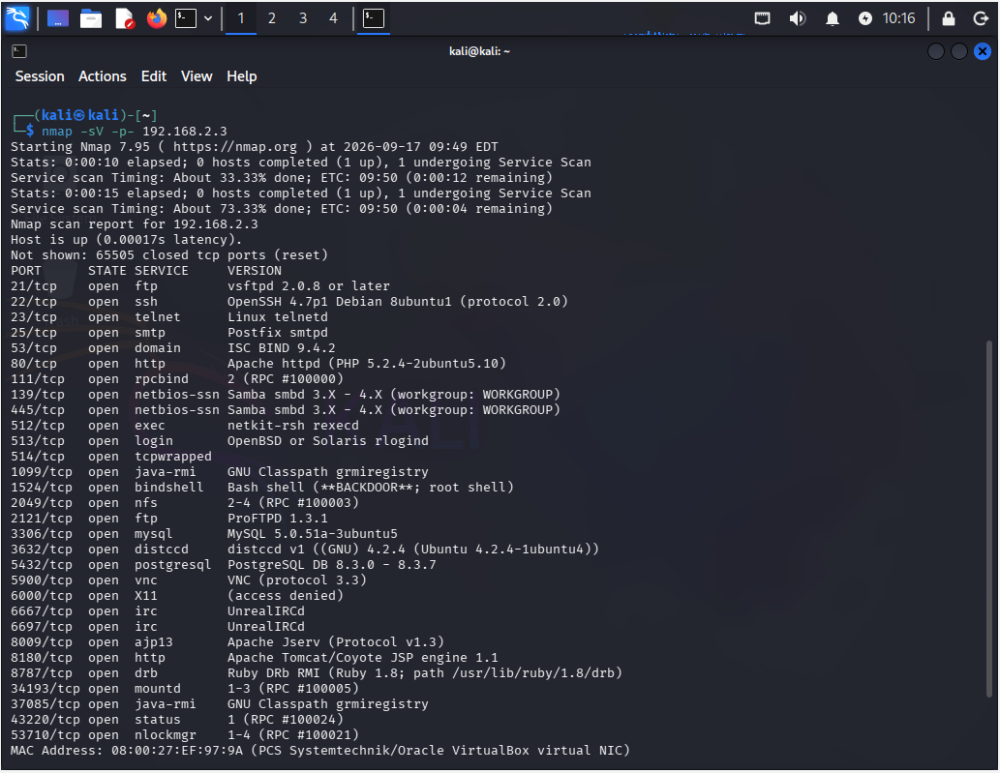 1 2 3 4 10:16
kali@kali: ~
Session Actions Edit View Help
┌──(kali㉿kali)-[~]
└─$ nmap -sV -p- 192.168.2.3
Starting Nmap 7.95 ( https://nmap.org ) at 2026-09-17 09:49 EDT
Stats: 0:00:10 elapsed; 0 hosts completed (1 up), 1 undergoing Service Scan
Service scan Timing: About 33.33% done; ETC: 09:50 (0:00:12 remaining)
Stats: 0:00:15 elapsed; 0 hosts completed (1 up), 1 undergoing Service Scan
Service scan Timing: About 73.33% done; ETC: 09:50 (0:00:04 remaining)
Nmap scan report for 192.168.2.3
Host is up (0.00017s latency).
Not shown: 65505 closed tcp ports (reset)
PORT      STATE SERVICE     VERSION
21/tcp    open  ftp         vsftpd 2.0.8 or later
22/tcp    open  ssh         OpenSSH 4.7p1 Debian 8ubuntu1 (protocol 2.0)
23/tcp    open  telnet      Linux telnetd
25/tcp    open  smtp        Postfix smtpd
53/tcp    open  domain      ISC BIND 9.4.2
80/tcp    open  http        Apache httpd (PHP 5.2.4-2ubuntu5.10)
111/tcp   open  rpcbind     2 (RPC #100000)
139/tcp   open  netbios-ssn Samba smbd 3.X - 4.X (workgroup: WORKGROUP)
445/tcp   open  netbios-ssn Samba smbd 3.X - 4.X (workgroup: WORKGROUP)
512/tcp   open  exec        netkit-rsh rexecd
513/tcp   open  login       OpenBSD or Solaris rlogind
514/tcp   open  tcpwrapped
1099/tcp  open  java-rmi    GNU Classpath grmiregistry
1524/tcp  open  bindshell   Bash shell (**BACKDOOR**; root shell)
2049/tcp  open  nfs         2-4 (RPC #100003)
2121/tcp  open  ftp         ProFTPD 1.3.1
3306/tcp  open  mysql       MySQL 5.0.51a-3ubuntu5
3632/tcp  open  distccd     distccd v1 ((GNU) 4.2.4 (Ubuntu 4.2.4-1ubuntu4))
5432/tcp  open  postgresql  PostgreSQL DB 8.3.0 - 8.3.7
5900/tcp  open  vnc         VNC (protocol 3.3)
6000/tcp  open  X11         (access denied)
6667/tcp  open  irc         UnrealIRCd
6697/tcp  open  irc         UnrealIRCd
8009/tcp  open  ajp13       Apache Jserv (Protocol v1.3)
8180/tcp  open  http        Apache Tomcat/Coyote JSP engine 1.1
8787/tcp  open  drb         Ruby DRb RMI (Ruby 1.8; path /usr/lib/ruby/1.8/drb)
34193/tcp open  mountd      1-3 (RPC #100005)
37085/tcp open  java-rmi    GNU Classpath grmiregistry
43220/tcp open  status      1 (RPC #100024)
53710/tcp open  nlockmgr    1-4 (RPC #100021)
MAC Address: 08:00:27:EF:97:9A (PCS Systemtechnik/Oracle VirtualBox virtual NIC)